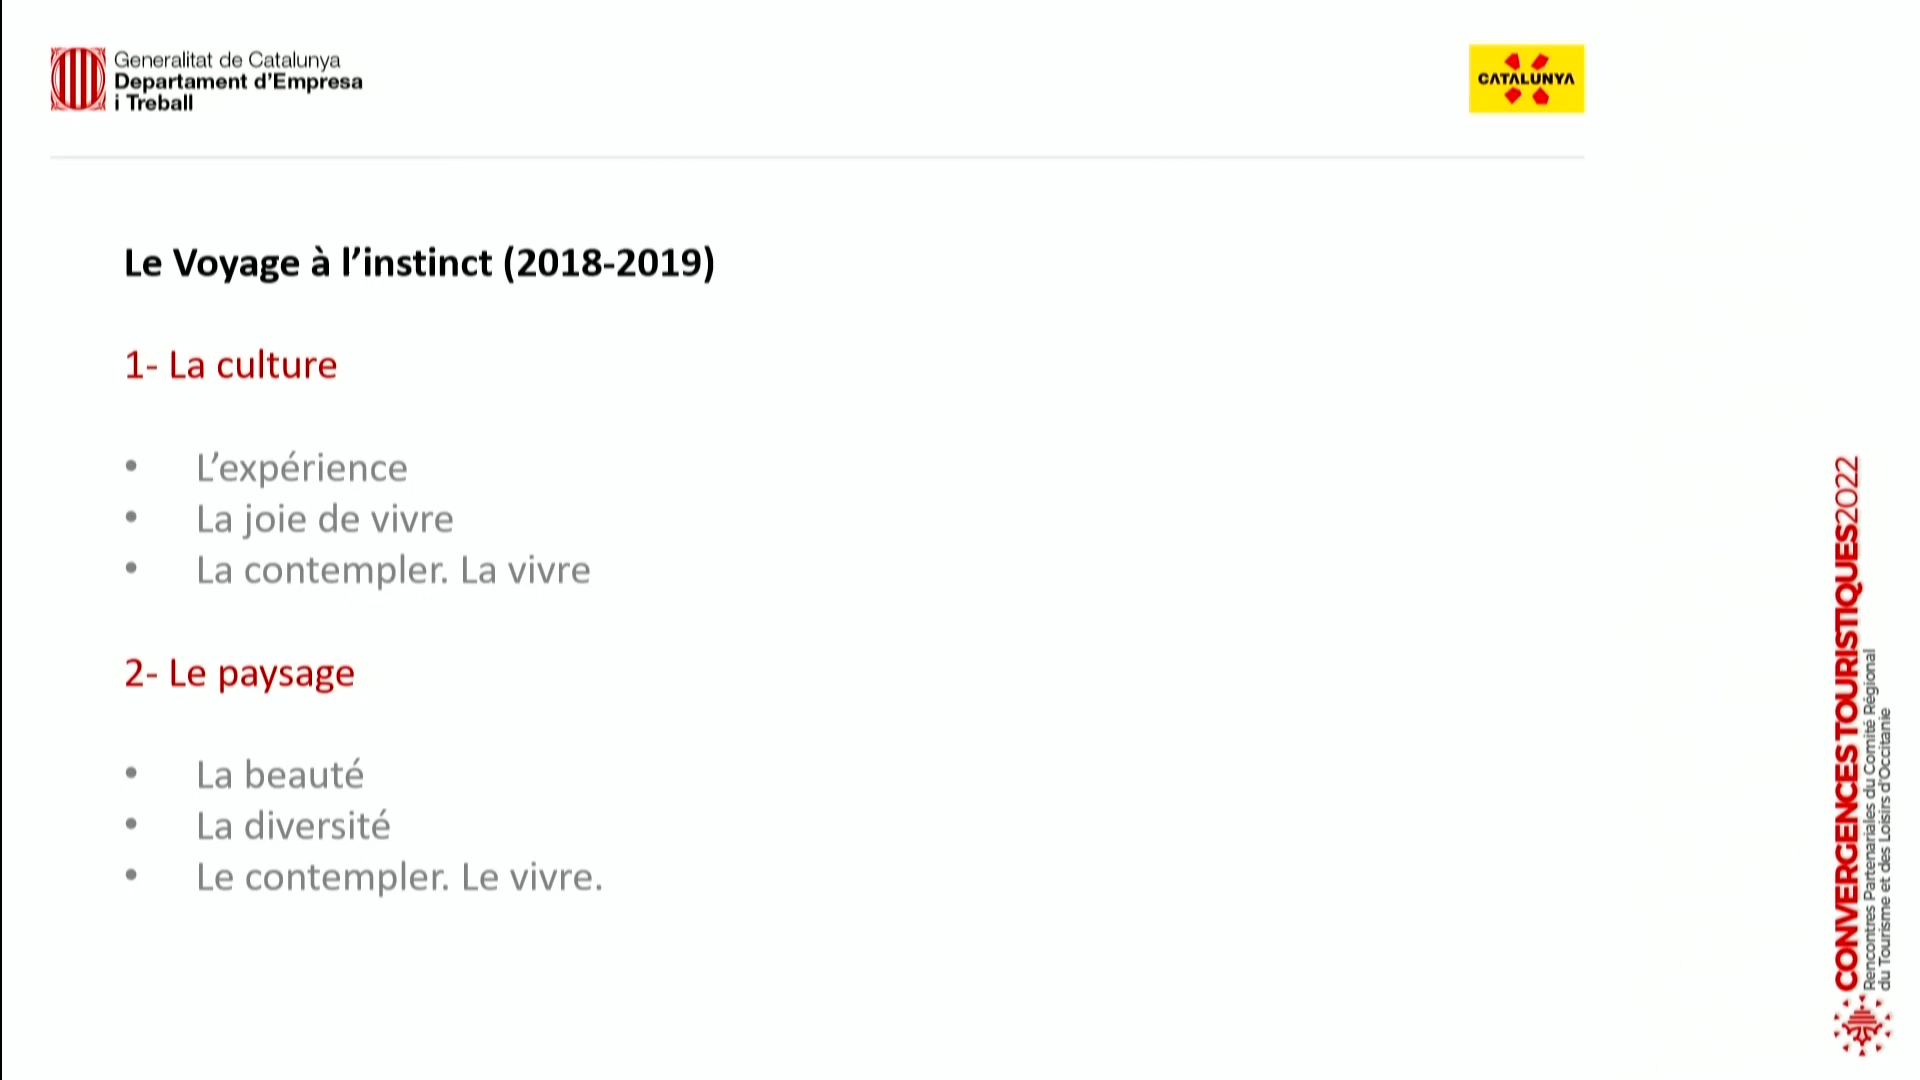 Generalitat de Catalunya
Departament d'Empresa
i Treball
CATALUNYA
Le Voyage à l'instinct (2018-2019)
1- La culture
• L'expérience
• La joie de vivre
• La contempler. La vivre
2- Le paysage
• La beauté
• La diversité
• Le contempler. Le vivre.
CONVERGENCESTOURISTIQUES2022
Rencontres Partenariales du Comité Régional
du Tourisme et des Loisirs d'Occitanie